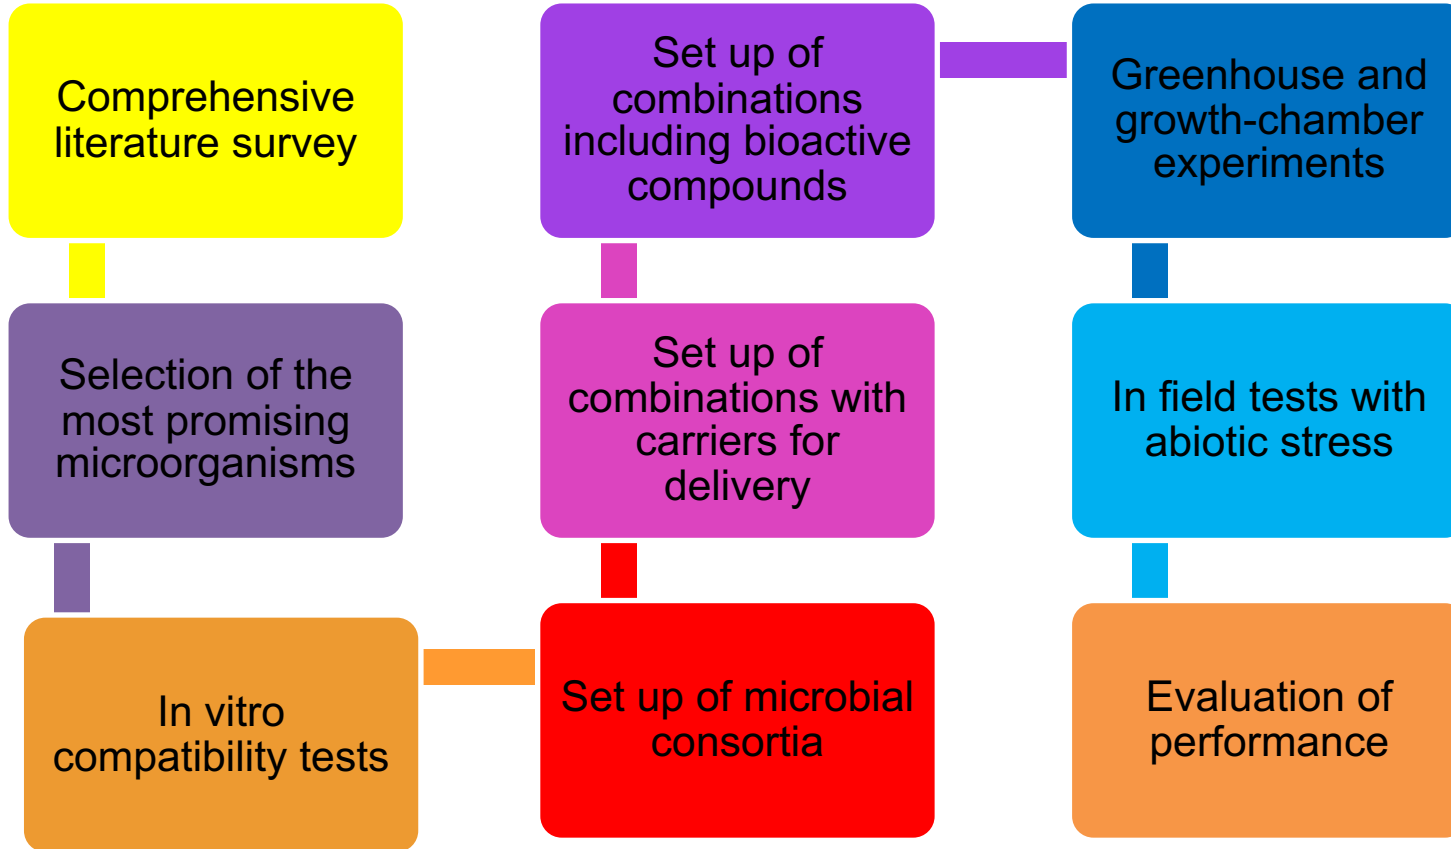 Comprehensive
literature survey
Selection of the
most promising
microorganisms
In vitro
compatibility tests
Set up of microbial
consortia
Set up of
combinations with
carriers for
delivery
Set up of
combinations
including bioactive
compounds
Greenhouse and
growth-chamber
experiments
In field tests with
abiotic stress
Evaluation of
performance